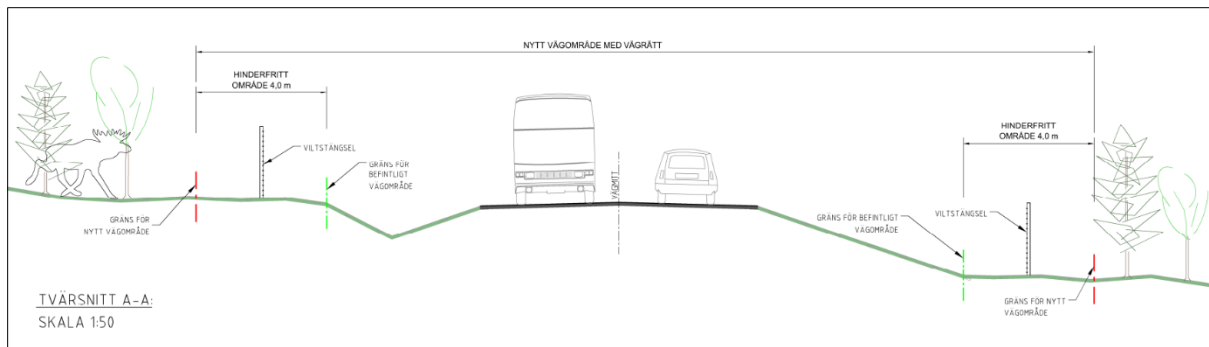 NYTT VÄGOMRÅDE MED VÄGRÄTT
HINDERFRITT
OMRÅDE 4,0 m
VILTSTÄNGSEL
GRÄNS FÖR
BEFINTLIGT
VÄGOMRÅDE
GRÄNS FÖR
NYTT VÄGOMRÅDE
VÄGMITT
HINDERFRITT
OMRÅDE 4,0 m
GRÄNS FÖR BEFINTLIGT
VÄGOMRÅDE
VILTSTÄNGSEL
GRÄNS FÖR NYTT
VÄGOMRÅDE
TVÄRSNITT A-A:
SKALA 1:50